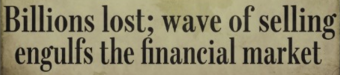 Billions lost; wave of selling
engulfs the financial market